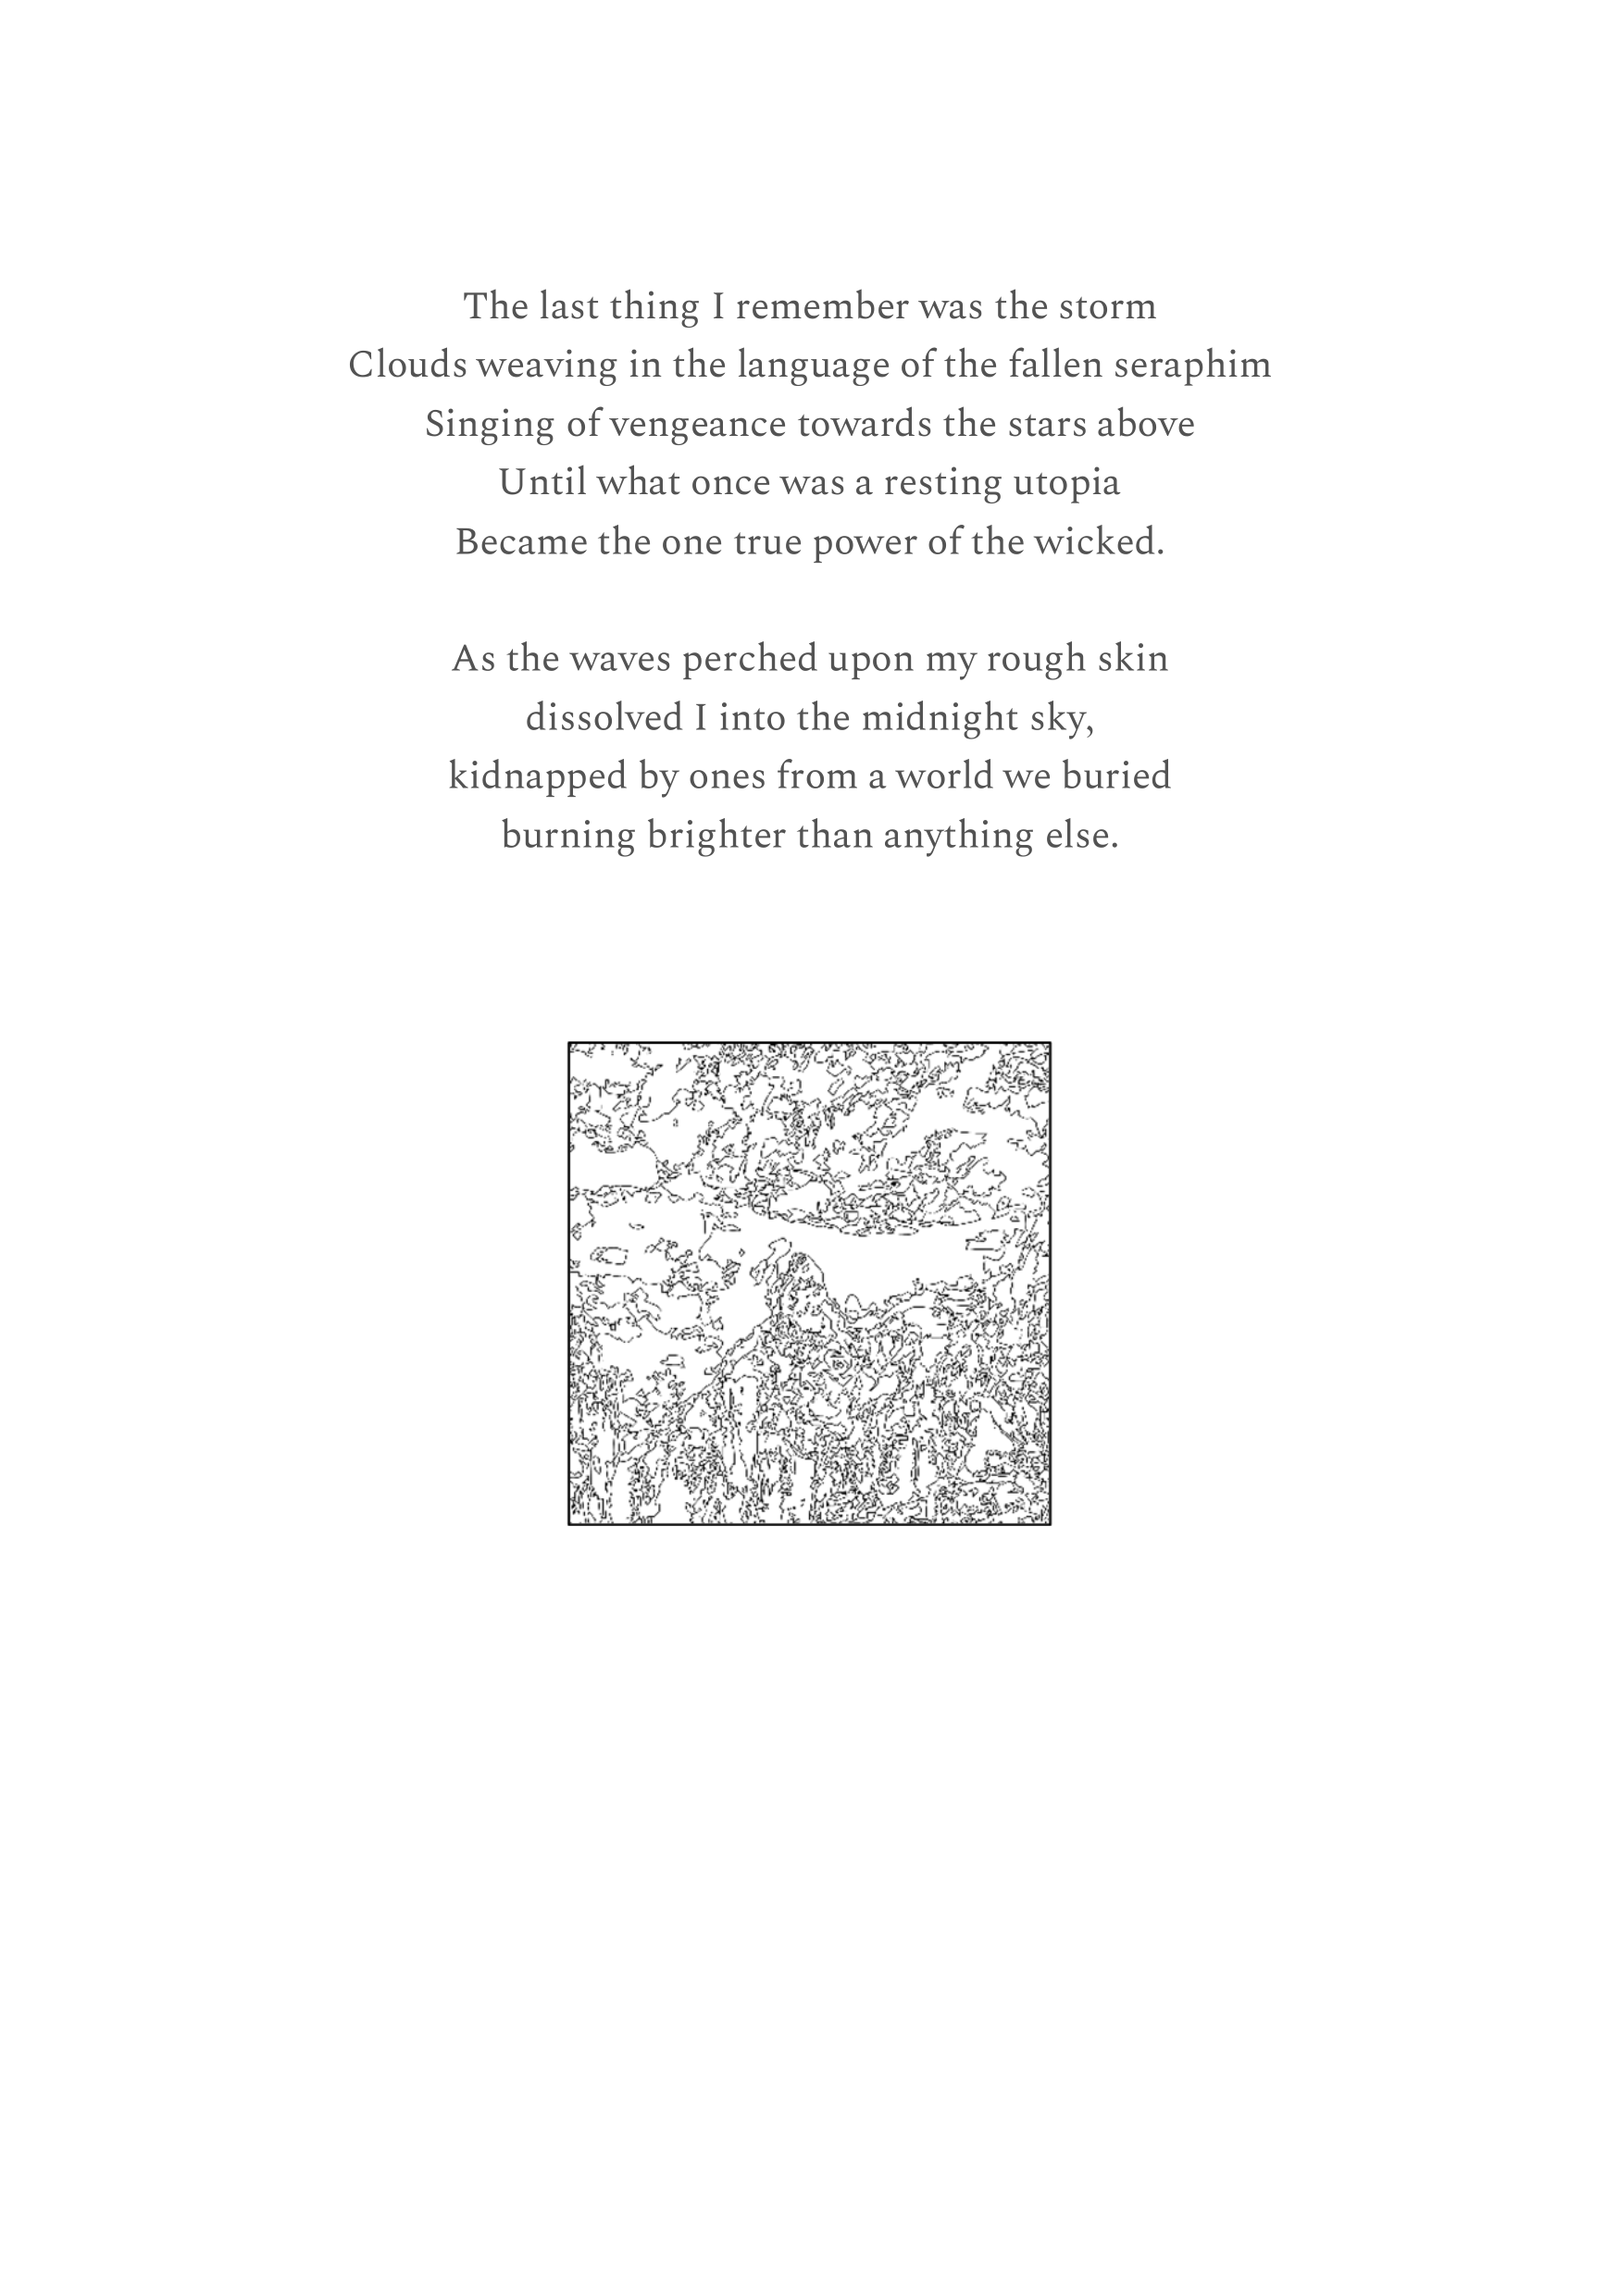 The last thing I remember was the storm
Clouds weaving in the language of the fallen seraphim
Singing of vengeance towards the stars above
Until what once was a resting utopia
Became the one true power of the wicked.
As the waves perched upon my rough skin
dissolved I into the midnight sky,
kidnapped by ones from a world we buried
burning brighter than anything else.